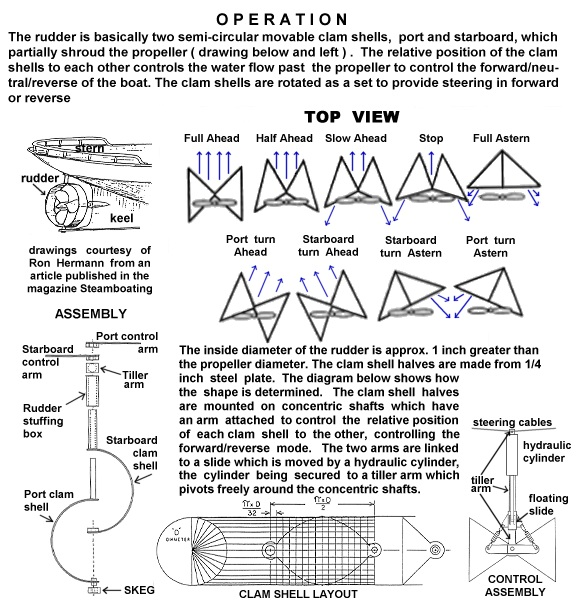 OPERATION
The rudder is basically two semi-circular movable clam shells, port and starboard, which
partially shroud the propeller ( drawing below and left ) . The relative position of the clam
shells to each other controls the water flow past the propeller to control the forward/neu-
tral/reverse of the boat. The clam shells are rotated as a set to provide steering in forward
or reverse
TOP VIEW
Full Ahead
Half Ahead
Slow Ahead
Stop
Full Astern
stern
rudder
keel
drawings courtesy of
Ron Hermann from an
article published in the
magazine Steamboating
Port turn
Ahead
Starboard
turn Ahead
Starboard
turn Astern
Port turn
Astern
ASSEMBLY
Port control
arm
Starboard
control
arm
Tiller
arm
Rudder
stuffing
box
Starboard
clam
shell
Port clam
shell
SKEG
The inside diameter of the rudder is approx. 1 inch greater than
the propeller diameter. The clam shell halves are made from 1/4
inch steel plate. The diagram below shows how
the shape is determined. The clam shell halves
are mounted on concentric shafts which have
an arm attached to control the relative position
of each clam shell to the other, controlling the
forward/reverse mode. The two arms are linked
to a slide which is moved by a hydraulic cylinder,
the cylinder being secured to a tiller arm which
pivots freely around the concentric shafts.
π x D
32
π x D
2
"D"
CLAM SHELL LAYOUT
steering cables
hydraulic
cylinder
tiller
arm
floating
slide
CONTROL
ASSEMBLY